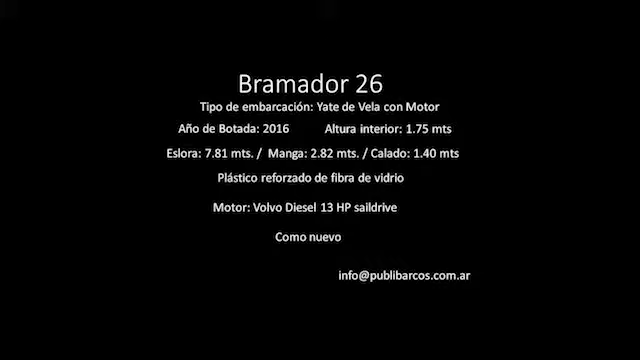 Bramador 26
Tipo de embarcación: Yate de Vela con Motor
Año de Botada: 2016 Altura interior: 1.75 mts
Eslora: 7.81 mts. / Manga: 2.82 mts. / Calado: 1.40 mts
Plástico reforzado de fibra de vidrio
Motor: Volvo Diesel 13 HP saildrive
Como nuevo
info@publibarcos.com.ar